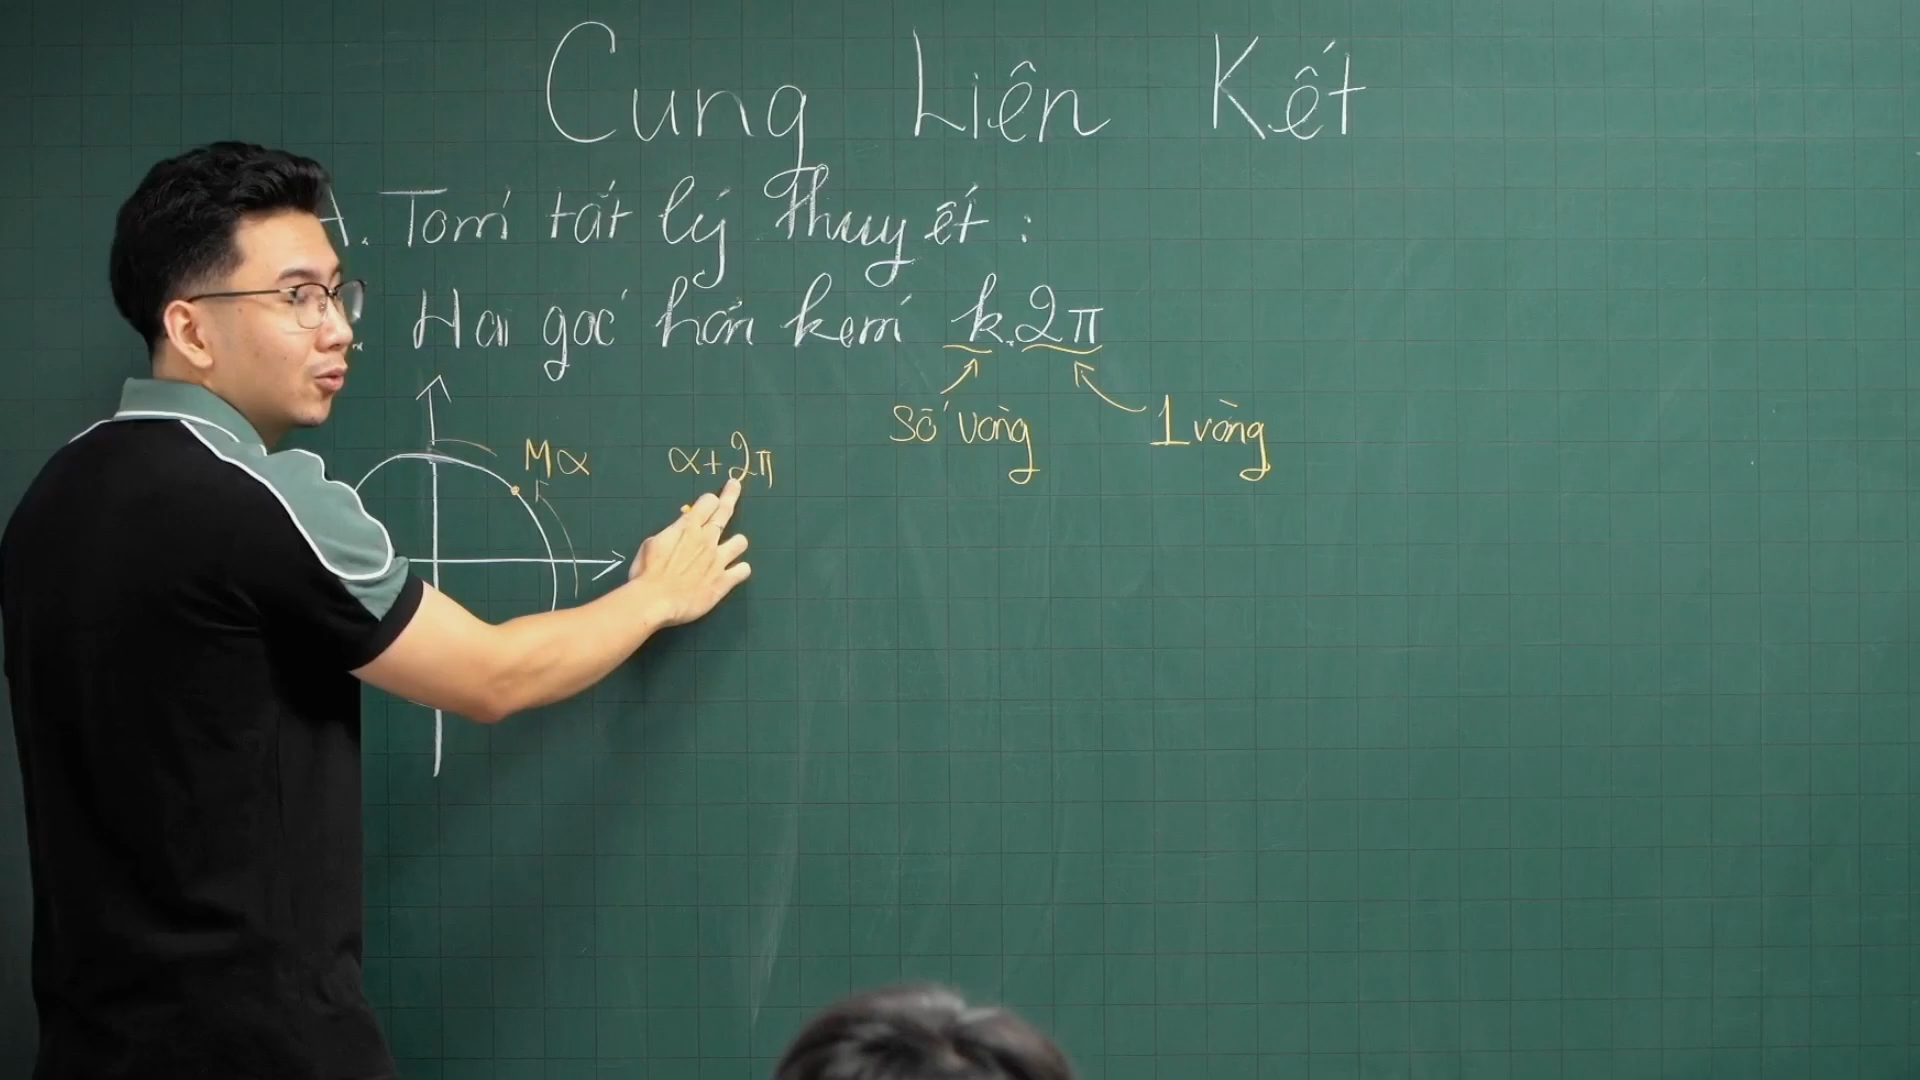 Cung Liên Kết
A. Tóm tắt lý thuyết :
Hai góc hơn kém k.2π
số vòng 1 vòng
M α α+2π